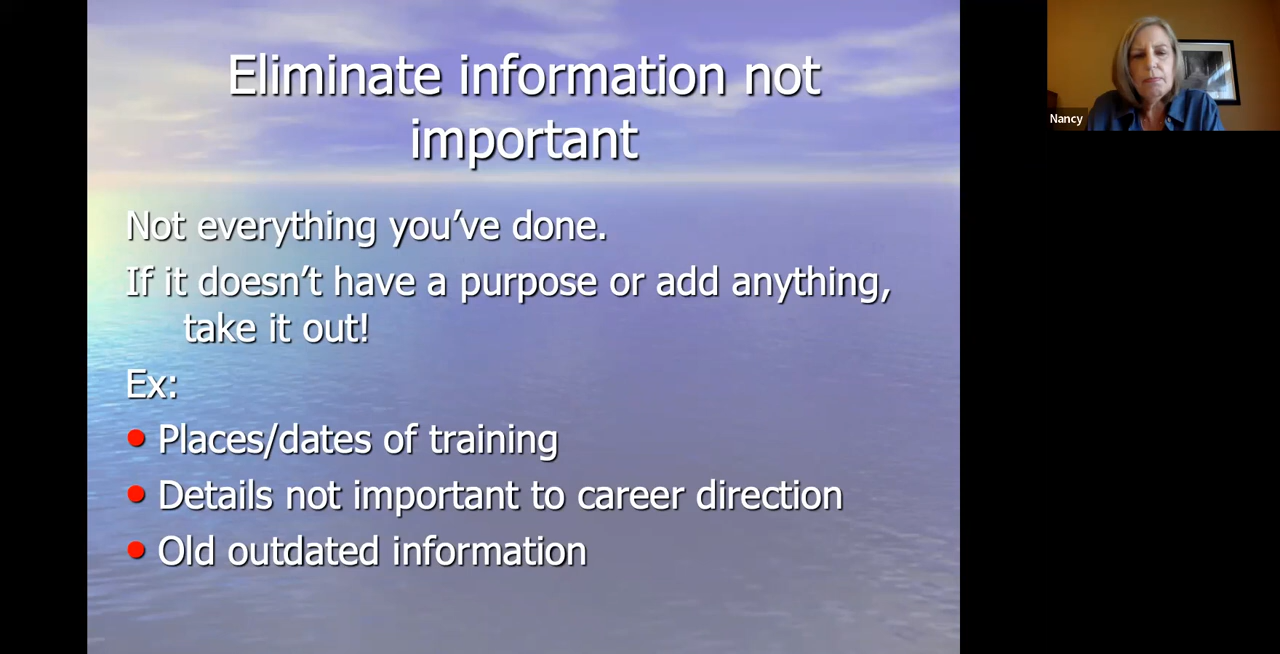 Eliminate information not
important
Not everything you’ve done.
If it doesn’t have a purpose or add anything,
take it out!
Ex:
• Places/dates of training
• Details not important to career direction
• Old outdated information
Nancy